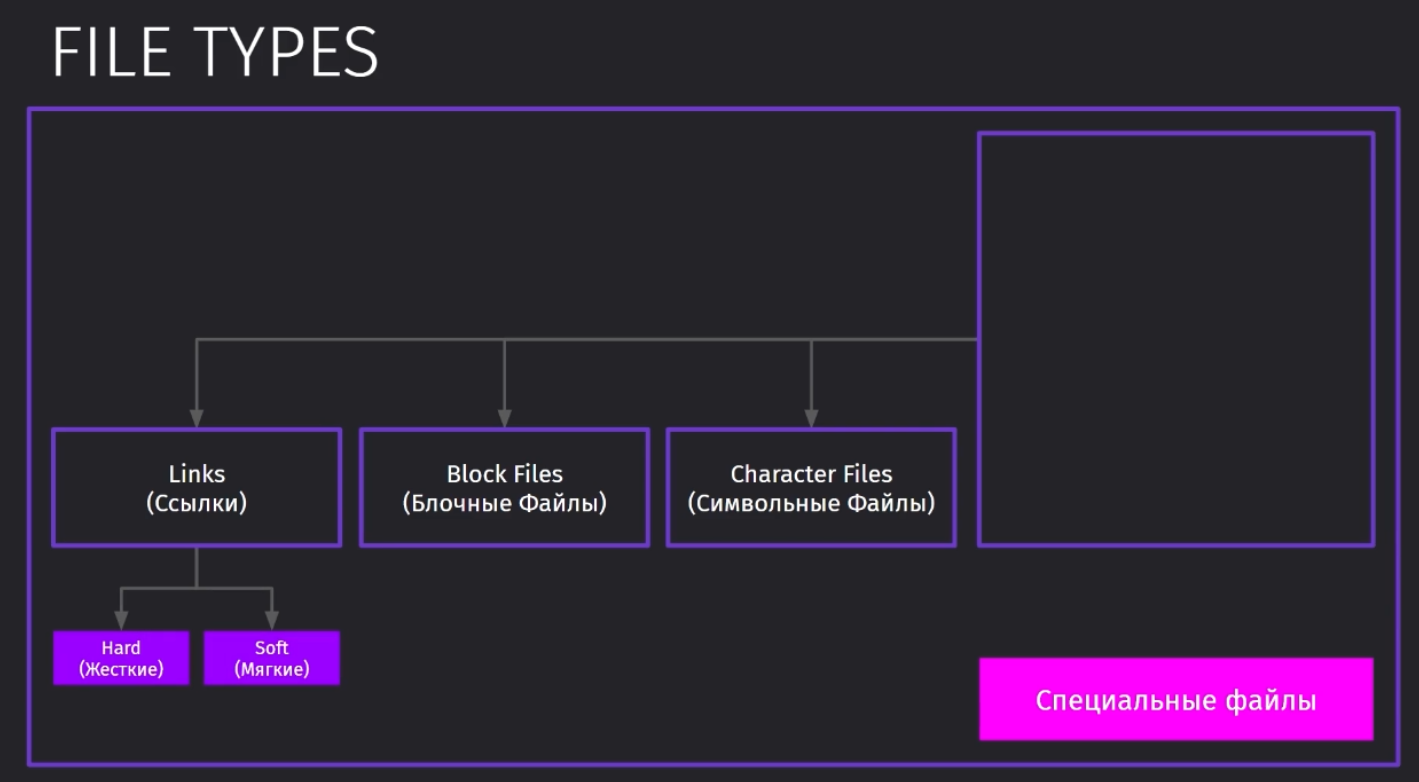 FILE TYPES
Links
(Ссылки)
Block Files
(Блочные Файлы)
Character Files
(Символьные Файлы)
Hard
(Жесткие)
Soft
(Мягкие)
Специальные файлы